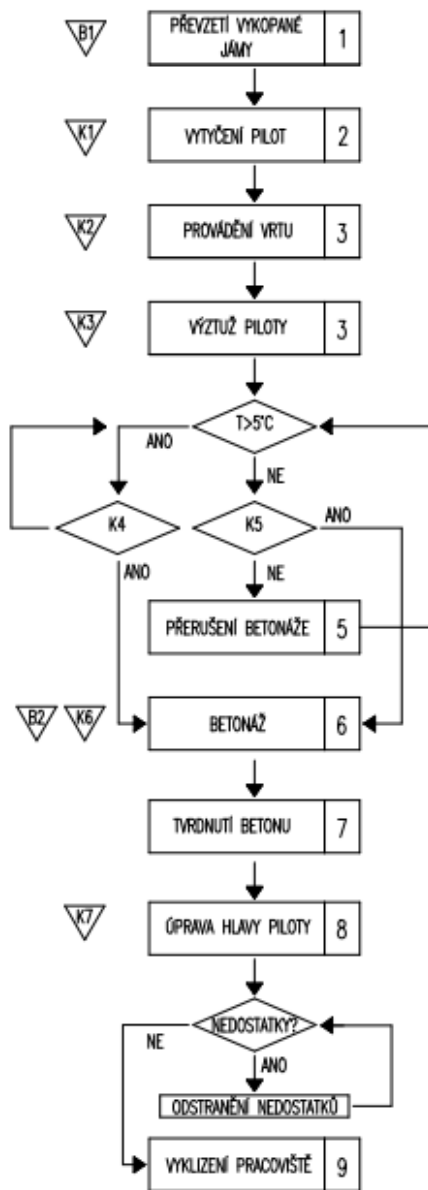 B1
PŘEVZETÍ VYKOPANÉ
JÁMY
1
K1
VYTYČENÍ PILOT
2
K2
PROVÁDĚNÍ VRTU
3
K3
VÝZTUŽ PILOTY
3
T>5°C
ANO
NE
K4
K5
ANO
ANO
NE
PŘERUŠENÍ BETONÁŽE
5
B2
K6
BETONÁŽ
6
TVRDNUTÍ BETONU
7
K7
ÚPRAVA HLAVY PILOTY
8
NEDOSTATKY?
NE
ANO
ODSTRANĚNÍ NEDOSTATKŮ
VYKLIZENÍ PRACOVIŠTĚ
9